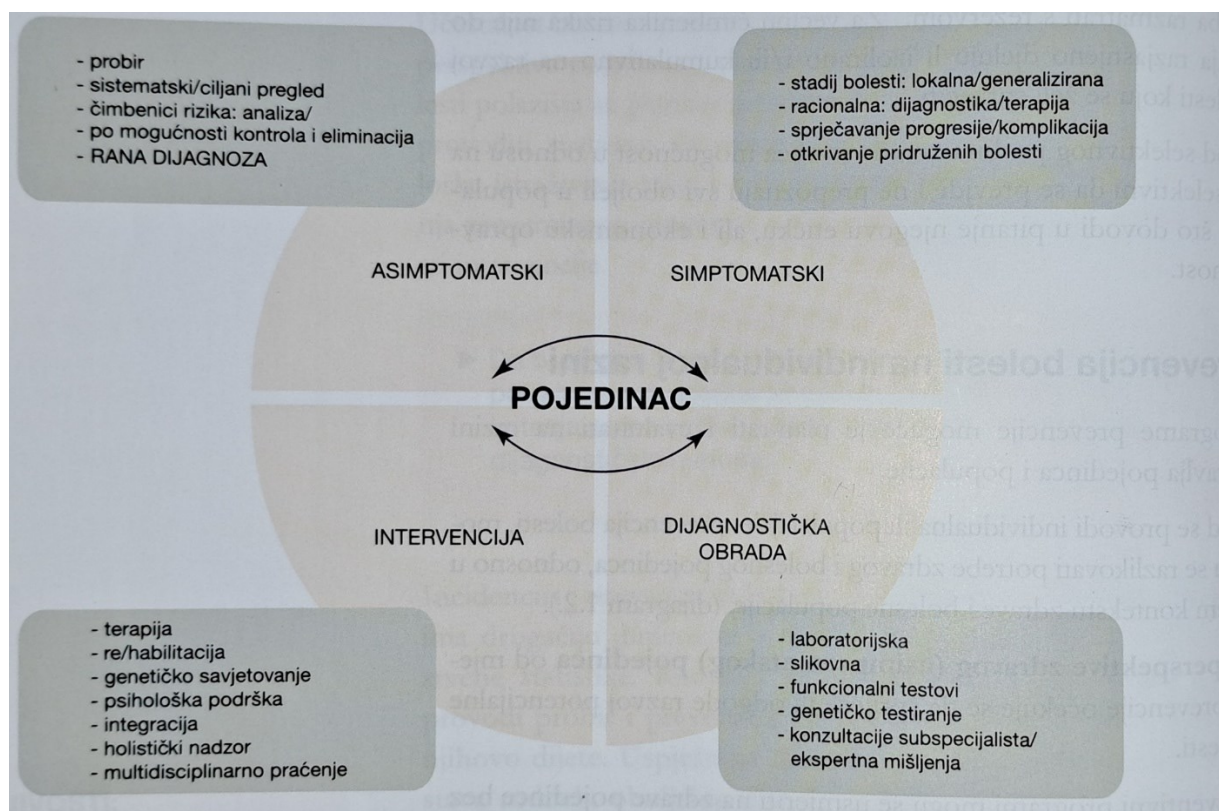 - probir
- sistematski/ciljani pregled
- čimbenici rizika: analiza/
- po mogućnosti kontrola i eliminacija
- RANA DIJAGNOZA
- stadij bolesti: lokalna/generalizirana
- racionalna: dijagnostika/terapija
- sprječavanje progresije/komplikacija
- otkrivanje pridruženih bolesti
ASIMPTOMATSKI
SIMPTOMATSKI
POJEDINAC
INTERVENCIJA
DIJAGNOSTIČKA
OBRADA
- terapija
- re/habilitacija
- genetičko savjetovanje
- psihološka podrška
- integracija
- holistički nadzor
- multidisciplinarno praćenje
- laboratorijska
- slikovna
- funkcionalni testovi
- genetičko testiranje
- konzultacije subspecijalista/
ekspertna mišljenja